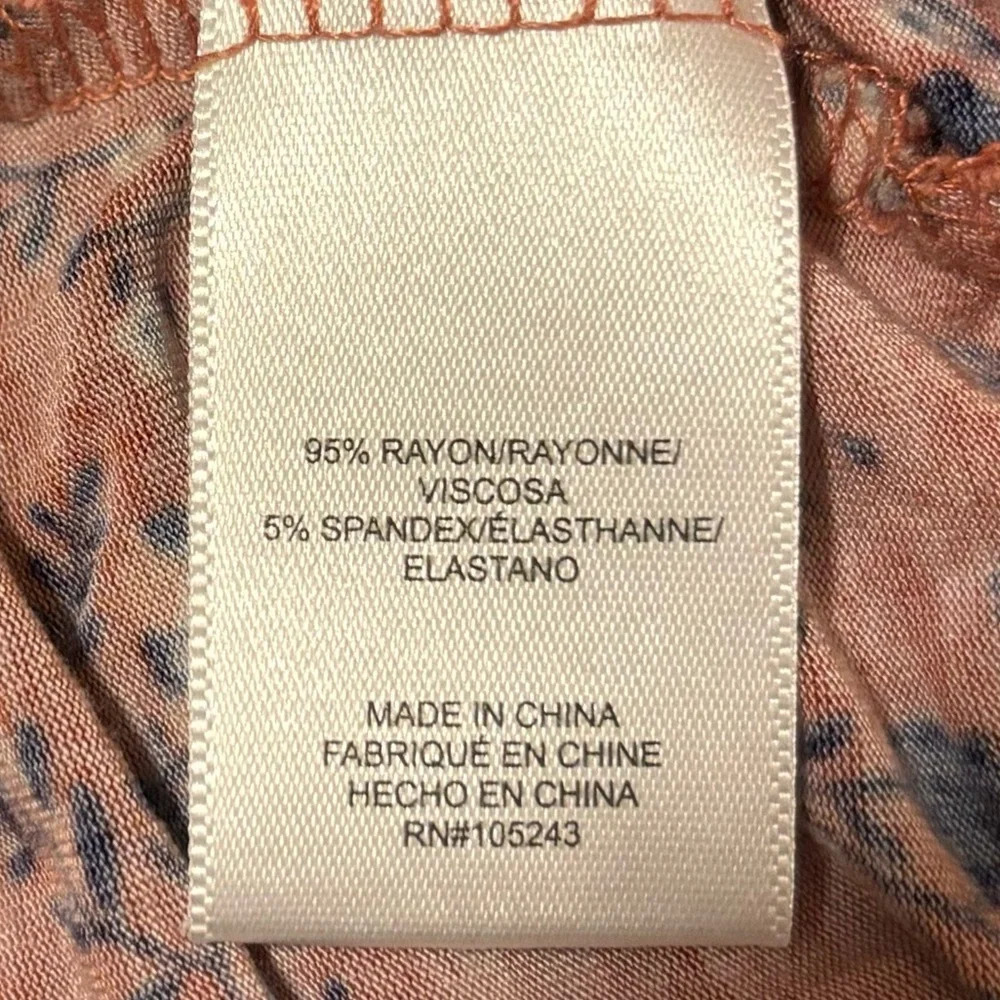 95% RAYON/RAYONNE/
VISCOSA
5% SPANDEX/ÉLASTHANNE/
ELASTANO
MADE IN CHINA
FABRIQUÉ EN CHINE
HECHO EN CHINA
RN#105243